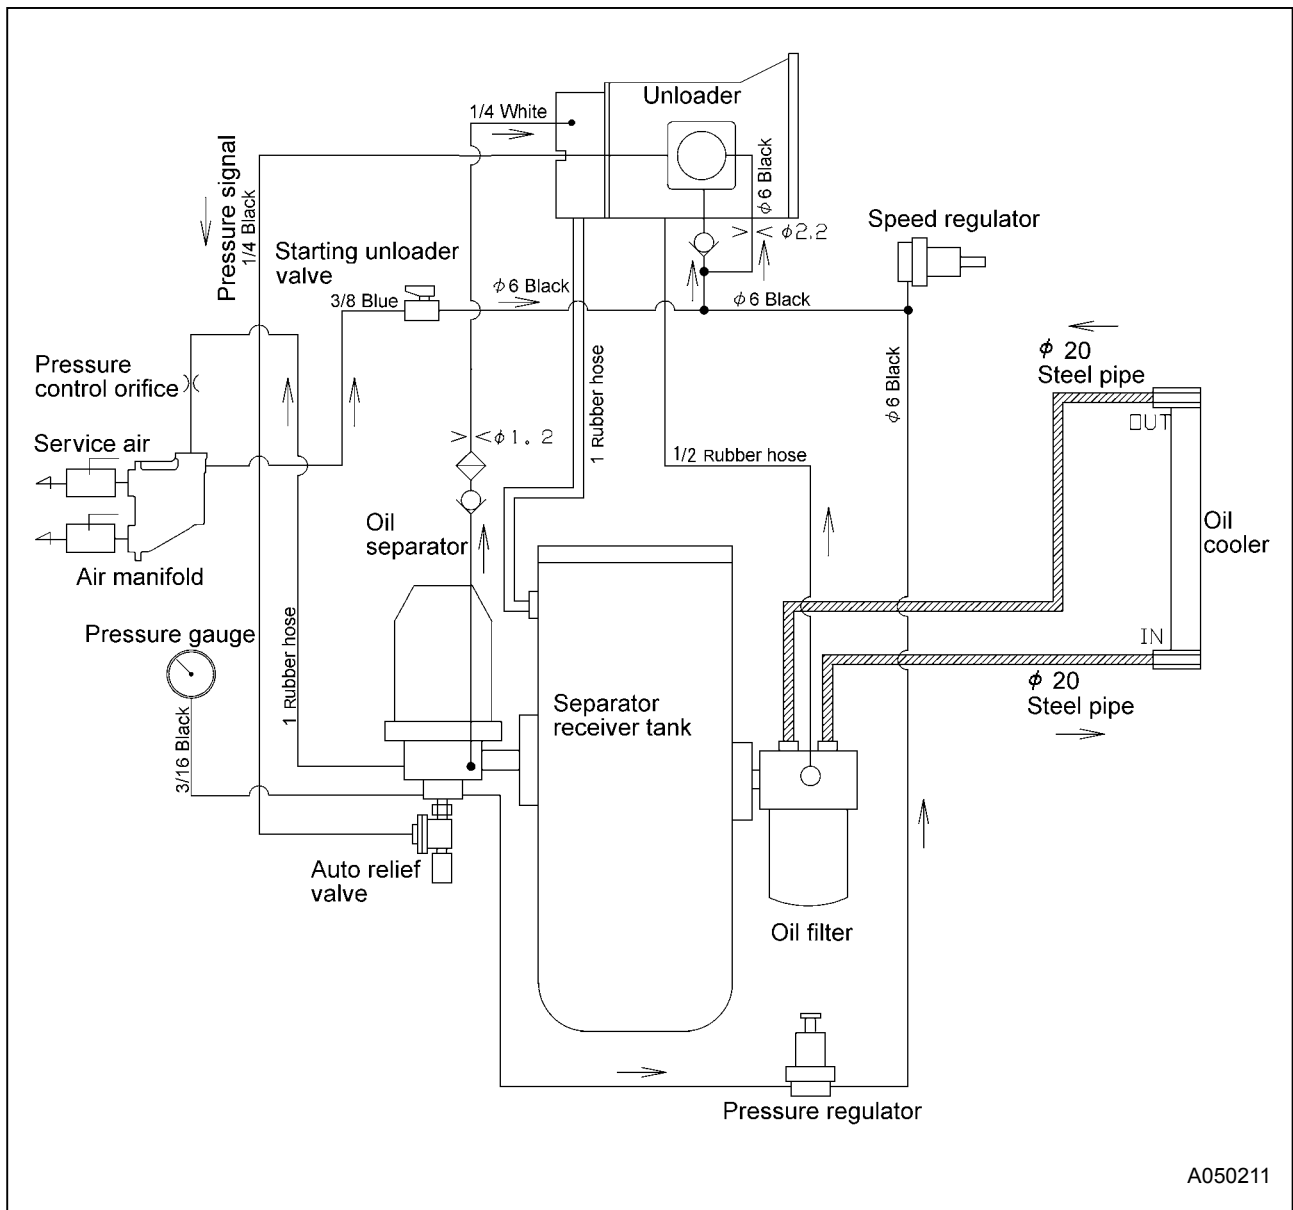 Unloader
1/4 White
Pressure signal
1/4 Black
φ6 Black
φ2.2
Speed regulator
Starting unloader
valve
3/8 Blue
φ6 Black
φ6 Black
φ 20
Steel pipe
Pressure
control orifice
φ6 Black
OUT
Service air
φ1.2
1 Rubber hose
1/2 Rubber hose
Oil
separator
Oil
cooler
Air manifold
Pressure gauge
1 Rubber hose
IN
φ 20
Steel pipe
Separator
receiver tank
3/16 Black
Auto relief
valve
Oil filter
Pressure regulator
A050211